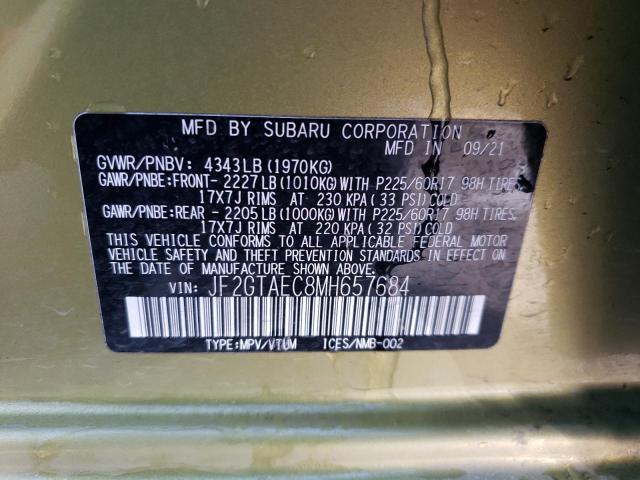 MFD BY SUBARU CORPORATION
MFD IN 09/21
GVWR/PNBV: 4343LB(1970KG)
GAWR/PNBE:FRONT- 2227LB(1010KG)WITH P225/60R17 98H TIRES,
17X7J RIMS AT 230 KPA( 33 PSI)COLD
GAWR/PNBE:REAR - 2205LB(1000KG)WITH P225/60R17 98H TIRES,
17X7J RIMS AT 220 KPA( 32 PSI)COLD
THIS VEHICLE CONFORMS TO ALL APPLICABLE FEDERAL MOTOR
VEHICLE SAFETY AND THEFT PREVENTION STANDARDS IN EFFECT ON
THE DATE OF MANUFACTURE SHOWN ABOVE.
VIN: JF2GTAEC8MH657684
TYPE:MPV/VTUM ICES/NMB-002